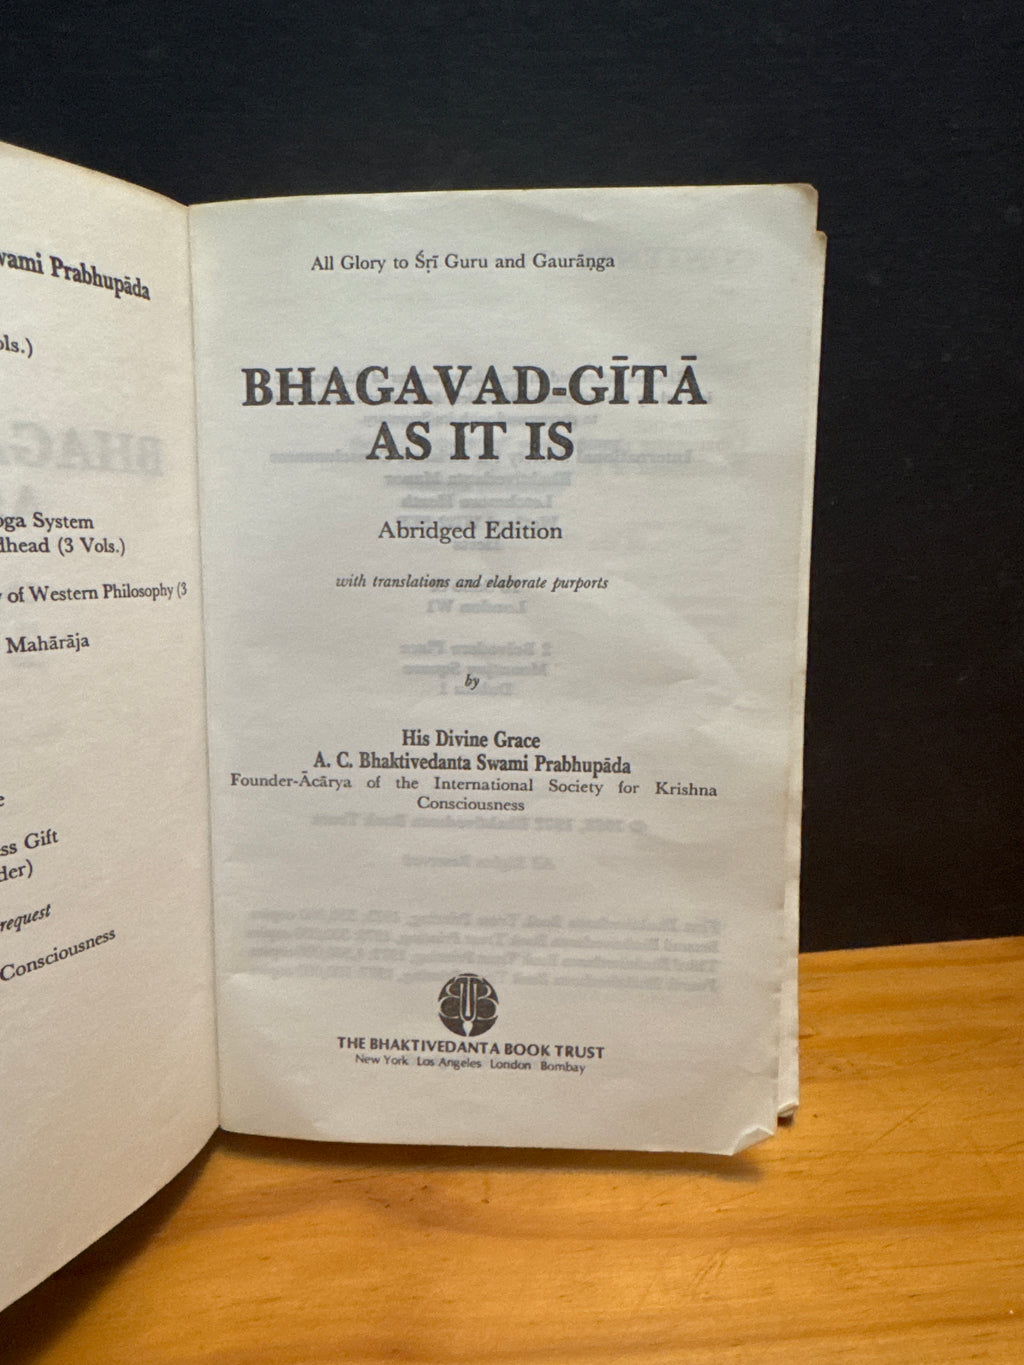 wami Prabhupāda
ols.)
oga System
dhead (3 Vols.)
of Western Philosophy (3
Mahārāja
ss Gift
der)
request
Consciousness
All Glory to Śrī Guru and Gaurāṇga
BHAGAVAD-GĪTĀ
AS IT IS
Abridged Edition
with translations and elaborate purports
by
His Divine Grace
A. C. Bhaktivedanta Swami Prabhupāda
Founder-Ācārya of the International Society for Krishna
Consciousness
THE BHAKTIVEDANTA BOOK TRUST
New York Los Angeles London Bombay